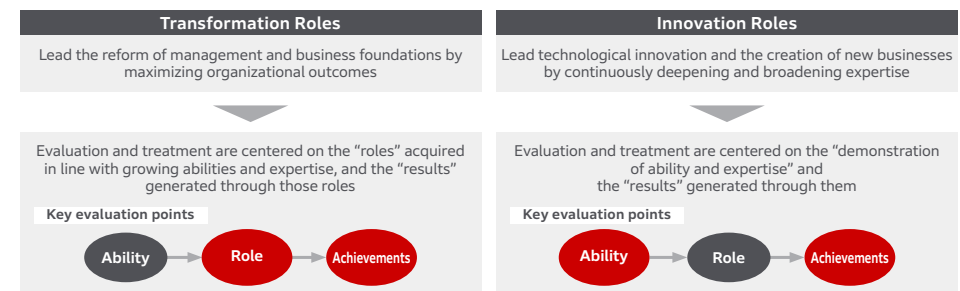 Transformation Roles
Lead the reform of management and business foundations by
maximizing organizational outcomes
Evaluation and treatment are centered on the “roles” acquired
in line with growing abilities and expertise, and the “results”
generated through those roles
Key evaluation points
Ability
Role
Achievements
Innovation Roles
Lead technological innovation and the creation of new businesses
by continuously deepening and broadening expertise
Evaluation and treatment are centered on the “demonstration
of ability and expertise” and
the “results” generated through them
Key evaluation points
Ability
Role
Achievements